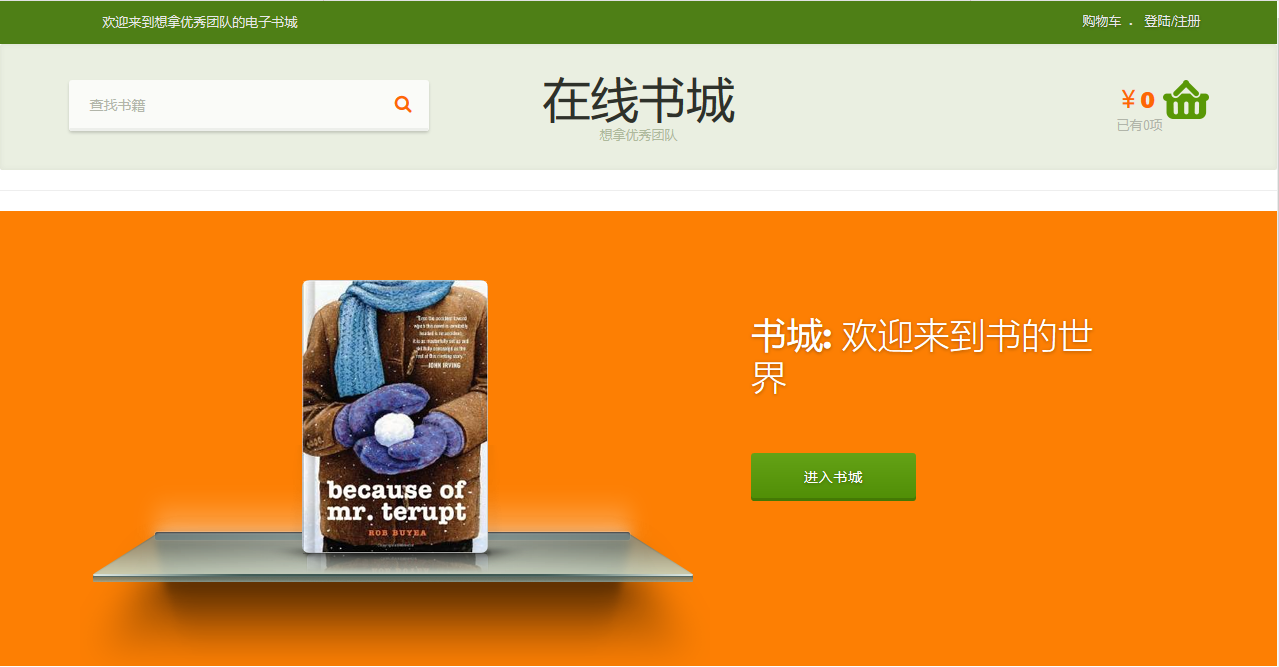 欢迎来到想拿优秀团队的电子书城
购物车 . 登陆/注册
查找书籍
在线书城
想拿优秀团队
¥0
已有0项
书城: 欢迎来到书的世
界
进入书城
—JOHN IRVING
because of
mr. terupt
ROB BUYEA